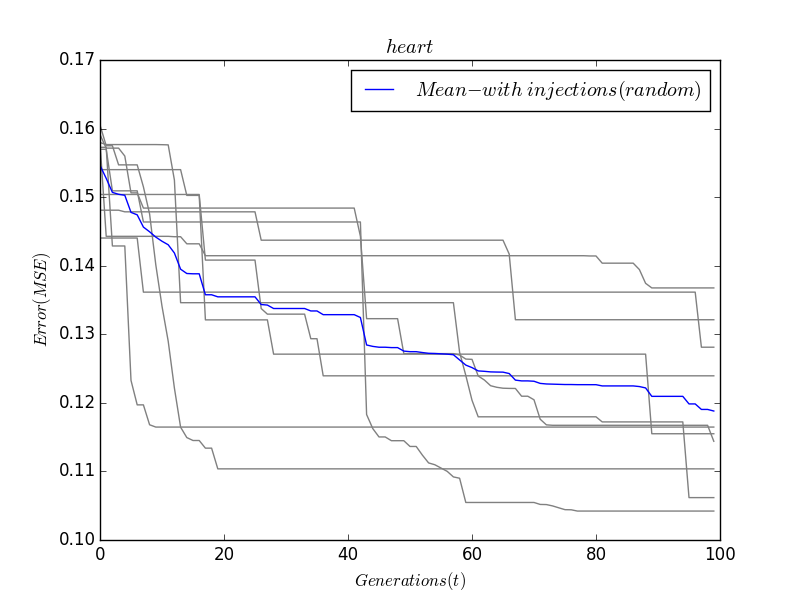 heart
0.17
0.16
0.15
0.14
0.13
0.12
0.11
0.10
Error(MSE)
Mean−with injections(random)
0 20 40 60 80 100
Generations(t)